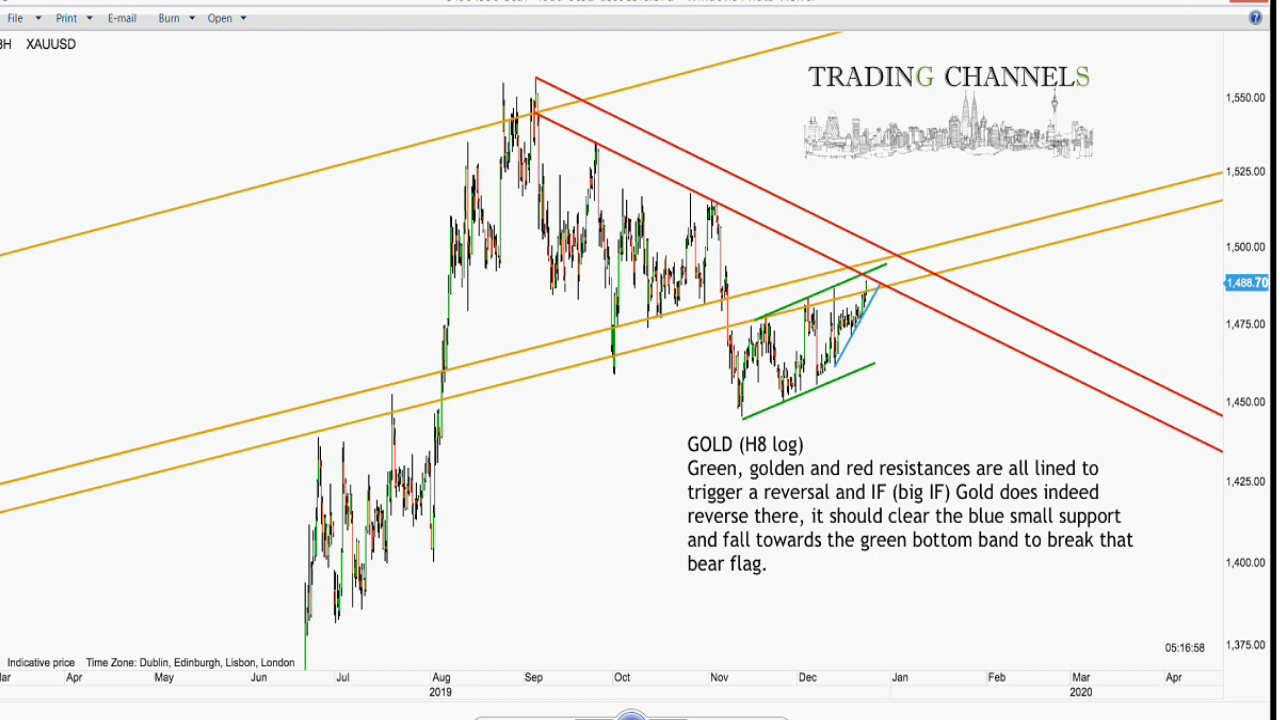 File Print E-mail Burn Open
XAUUSD
TRADING CHANNELS
1,550.00
1,525.00
1,500.00
1,488.70
1,475.00
1,450.00
1,425.00
1,400.00
1,375.00
GOLD (H8 log)
Green, golden and red resistances are all lined to
trigger a reversal and IF (big IF) Gold does indeed
reverse there, it should clear the blue small support
and fall towards the green bottom band to break that
bear flag.
05:16:58
Indicative price Time Zone: Dublin, Edinburgh, Lisbon, London
Apr May Jun Jul Aug Sep Oct Nov Dec Jan Feb Mar Apr
2019 2020